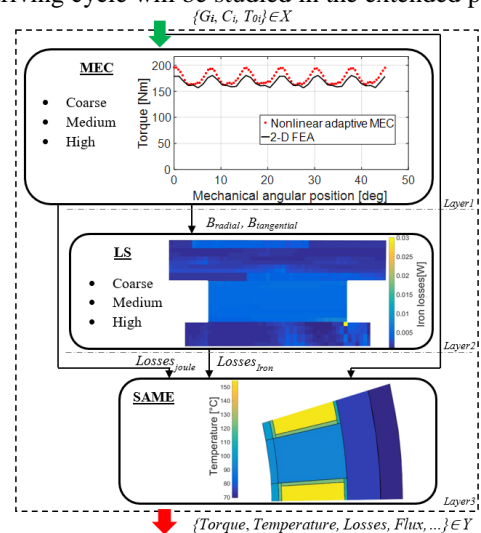 riving cycle will be studied in the extended p
{Gi, Ci, T0i}∈X
MEC
• Coarse
• Medium
• High
Torque [Nm]
200
150
100
50
0
Nonlinear adaptive MEC
2-D FEA
0 10 20 30 40 50
Mechanical angular position [deg]
Layer1
Bradial, Btangential
LS
• Coarse
• Medium
• High
0.03
0.025
0.02
0.015
0.01
0.005
Iron losses[W]
Layer2
Lossesjoule
LossesIron
SAME
Temperature [°C]
150
140
130
120
110
100
90
80
70
Layer3
{Torque, Temperature, Losses, Flux,...}∈Y